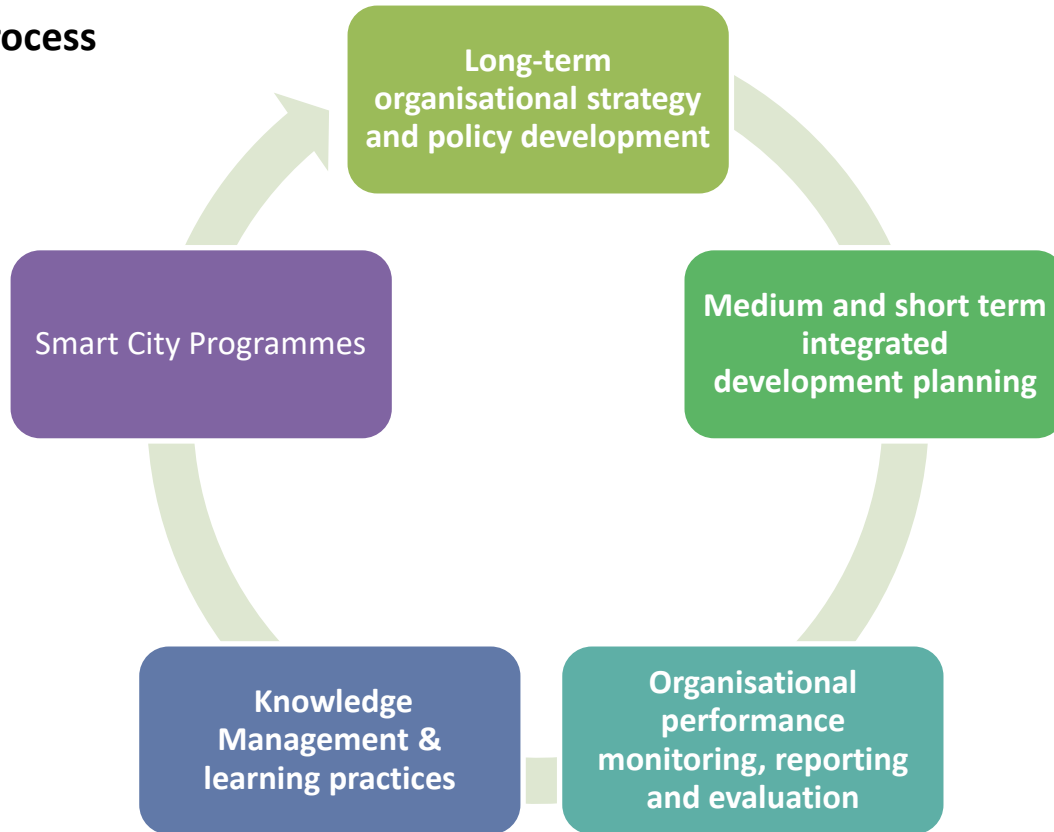 Long-term
organisational strategy
and policy development
Medium and short term
integrated
development planning
Organisational
performance
monitoring, reporting
and evaluation
Knowledge
Management &
learning practices
Smart City Programmes